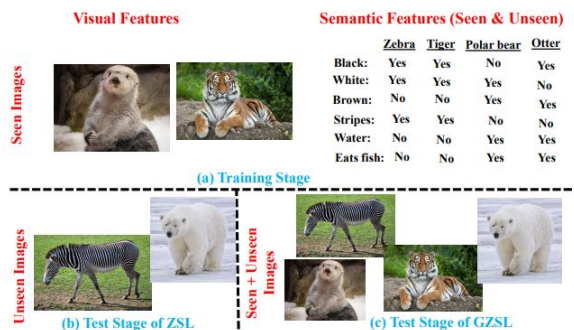 Visual Features
Semantic Features (Seen & Unseen)
Seen Images
Zebra Tiger Polar bear Otter
Black: Yes Yes No Yes
White: Yes Yes Yes No
Brown: No No Yes Yes
Stripes: Yes Yes No No
Water: No No Yes Yes
Eats fish: No No Yes Yes
(a) Training Stage
Unseen Images
(b) Test Stage of ZSL
Seen + Unseen
Images
(c) Test Stage of GZSL